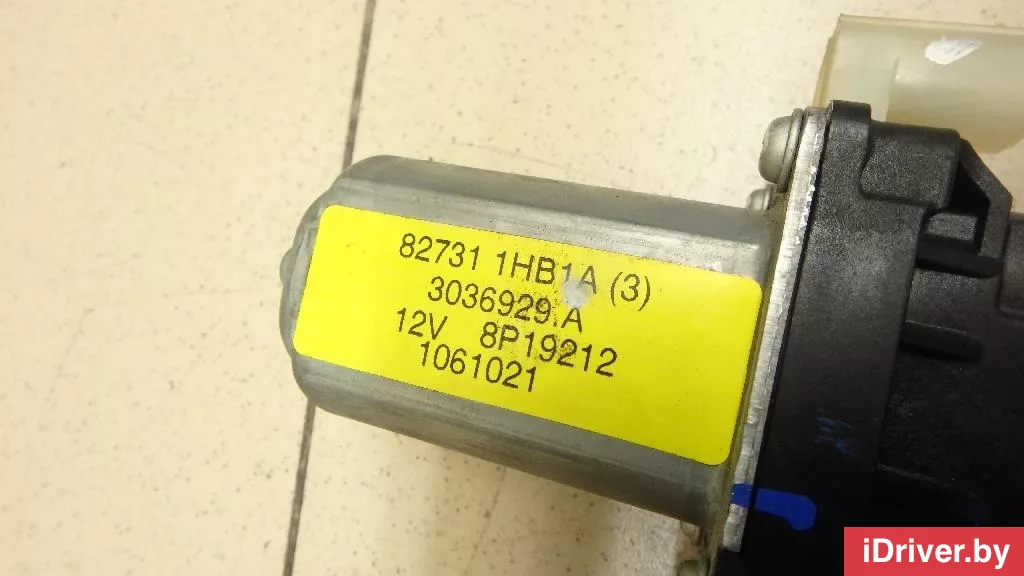 82731 1HB1A (3)
3036929.A
12V 8P19212
1061021
iDriver.by